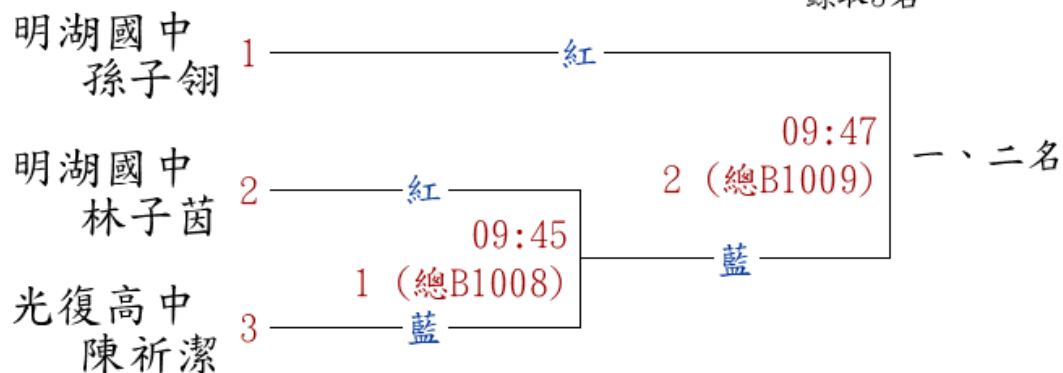 明湖國中
孫子翎
1
紅
09:47
2 (總B1009)
一、二名
明湖國中
林子茵
2
紅
09:45
1 (總B1008)
藍
光復高中
陳祈潔
3
藍